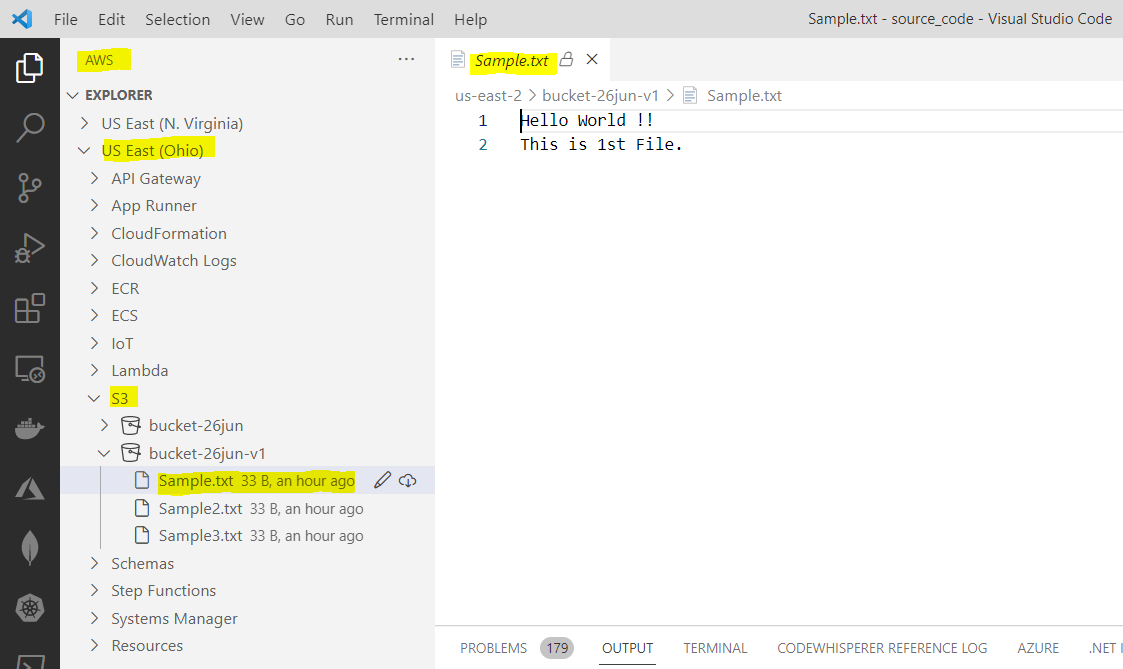 File Edit Selection View Go Run Terminal Help Sample.txt - source_code - Visual Studio Code
AWS
EXPLORER
US East (N. Virginia)
US East (Ohio)
API Gateway
App Runner
CloudFormation
CloudWatch Logs
ECR
ECS
IoT
Lambda
S3
bucket-26jun
bucket-26jun-v1
Sample.txt 33 B, an hour ago
Sample2.txt 33 B, an hour ago
Sample3.txt 33 B, an hour ago
Schemas
Step Functions
Systems Manager
Resources
Sample.txt
us-east-2 > bucket-26jun-v1 > Sample.txt
1 Hello World !!
2 This is 1st File.
PROBLEMS 179 OUTPUT TERMINAL CODEWHISPERER REFERENCE LOG AZURE .NET